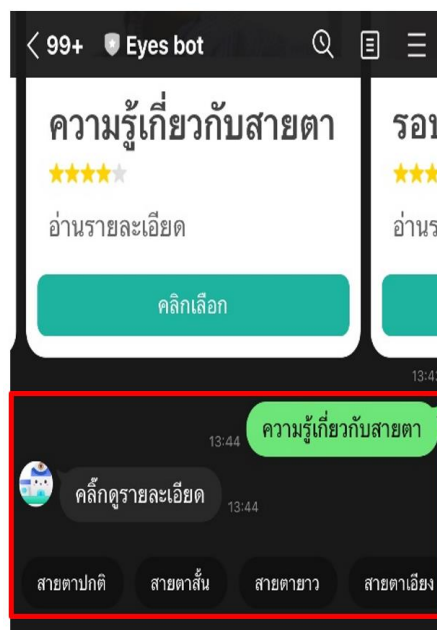 99+ Eyes bot
ความรู้เกี่ยวกับสายตา
อ่านรายละเอียด
คลิกเลือก
13:44 ความรู้เกี่ยวกับสายตา
คลิ๊กดูรายละเอียด 13:44
สายตาปกติ สายตาสั้น สายตายาว สายตาเอียง